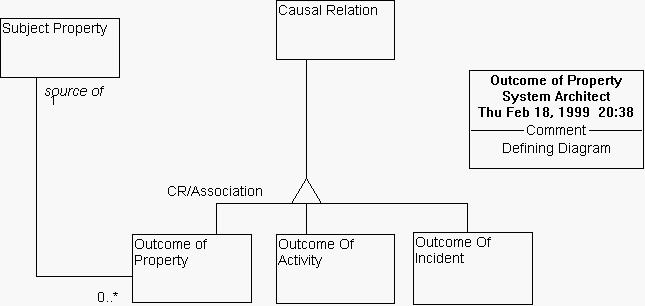 Causal Relation
Subject Property
source of
1
Outcome of Property
System Architect
Thu Feb 18, 1999 20:38
Comment
Defining Diagram
CR/Association
Outcome of
Property
Outcome Of
Activity
Outcome Of
Incident
0..*